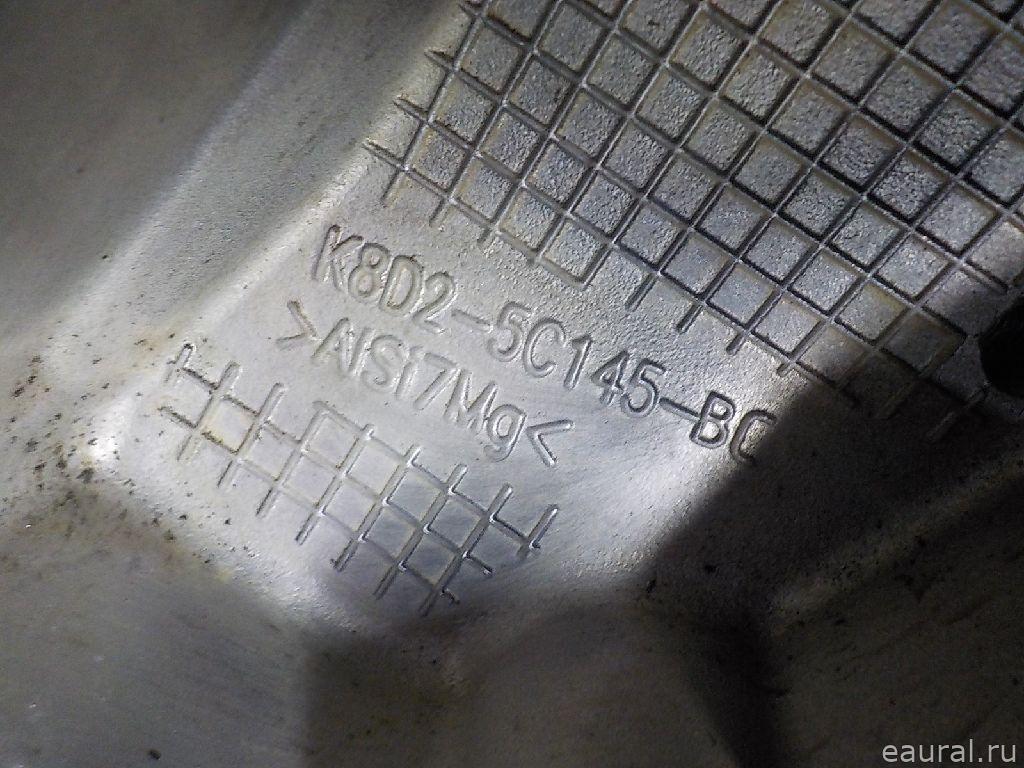 K8D2-5C145-BC
>AlSi7Mg<
eaural.ru